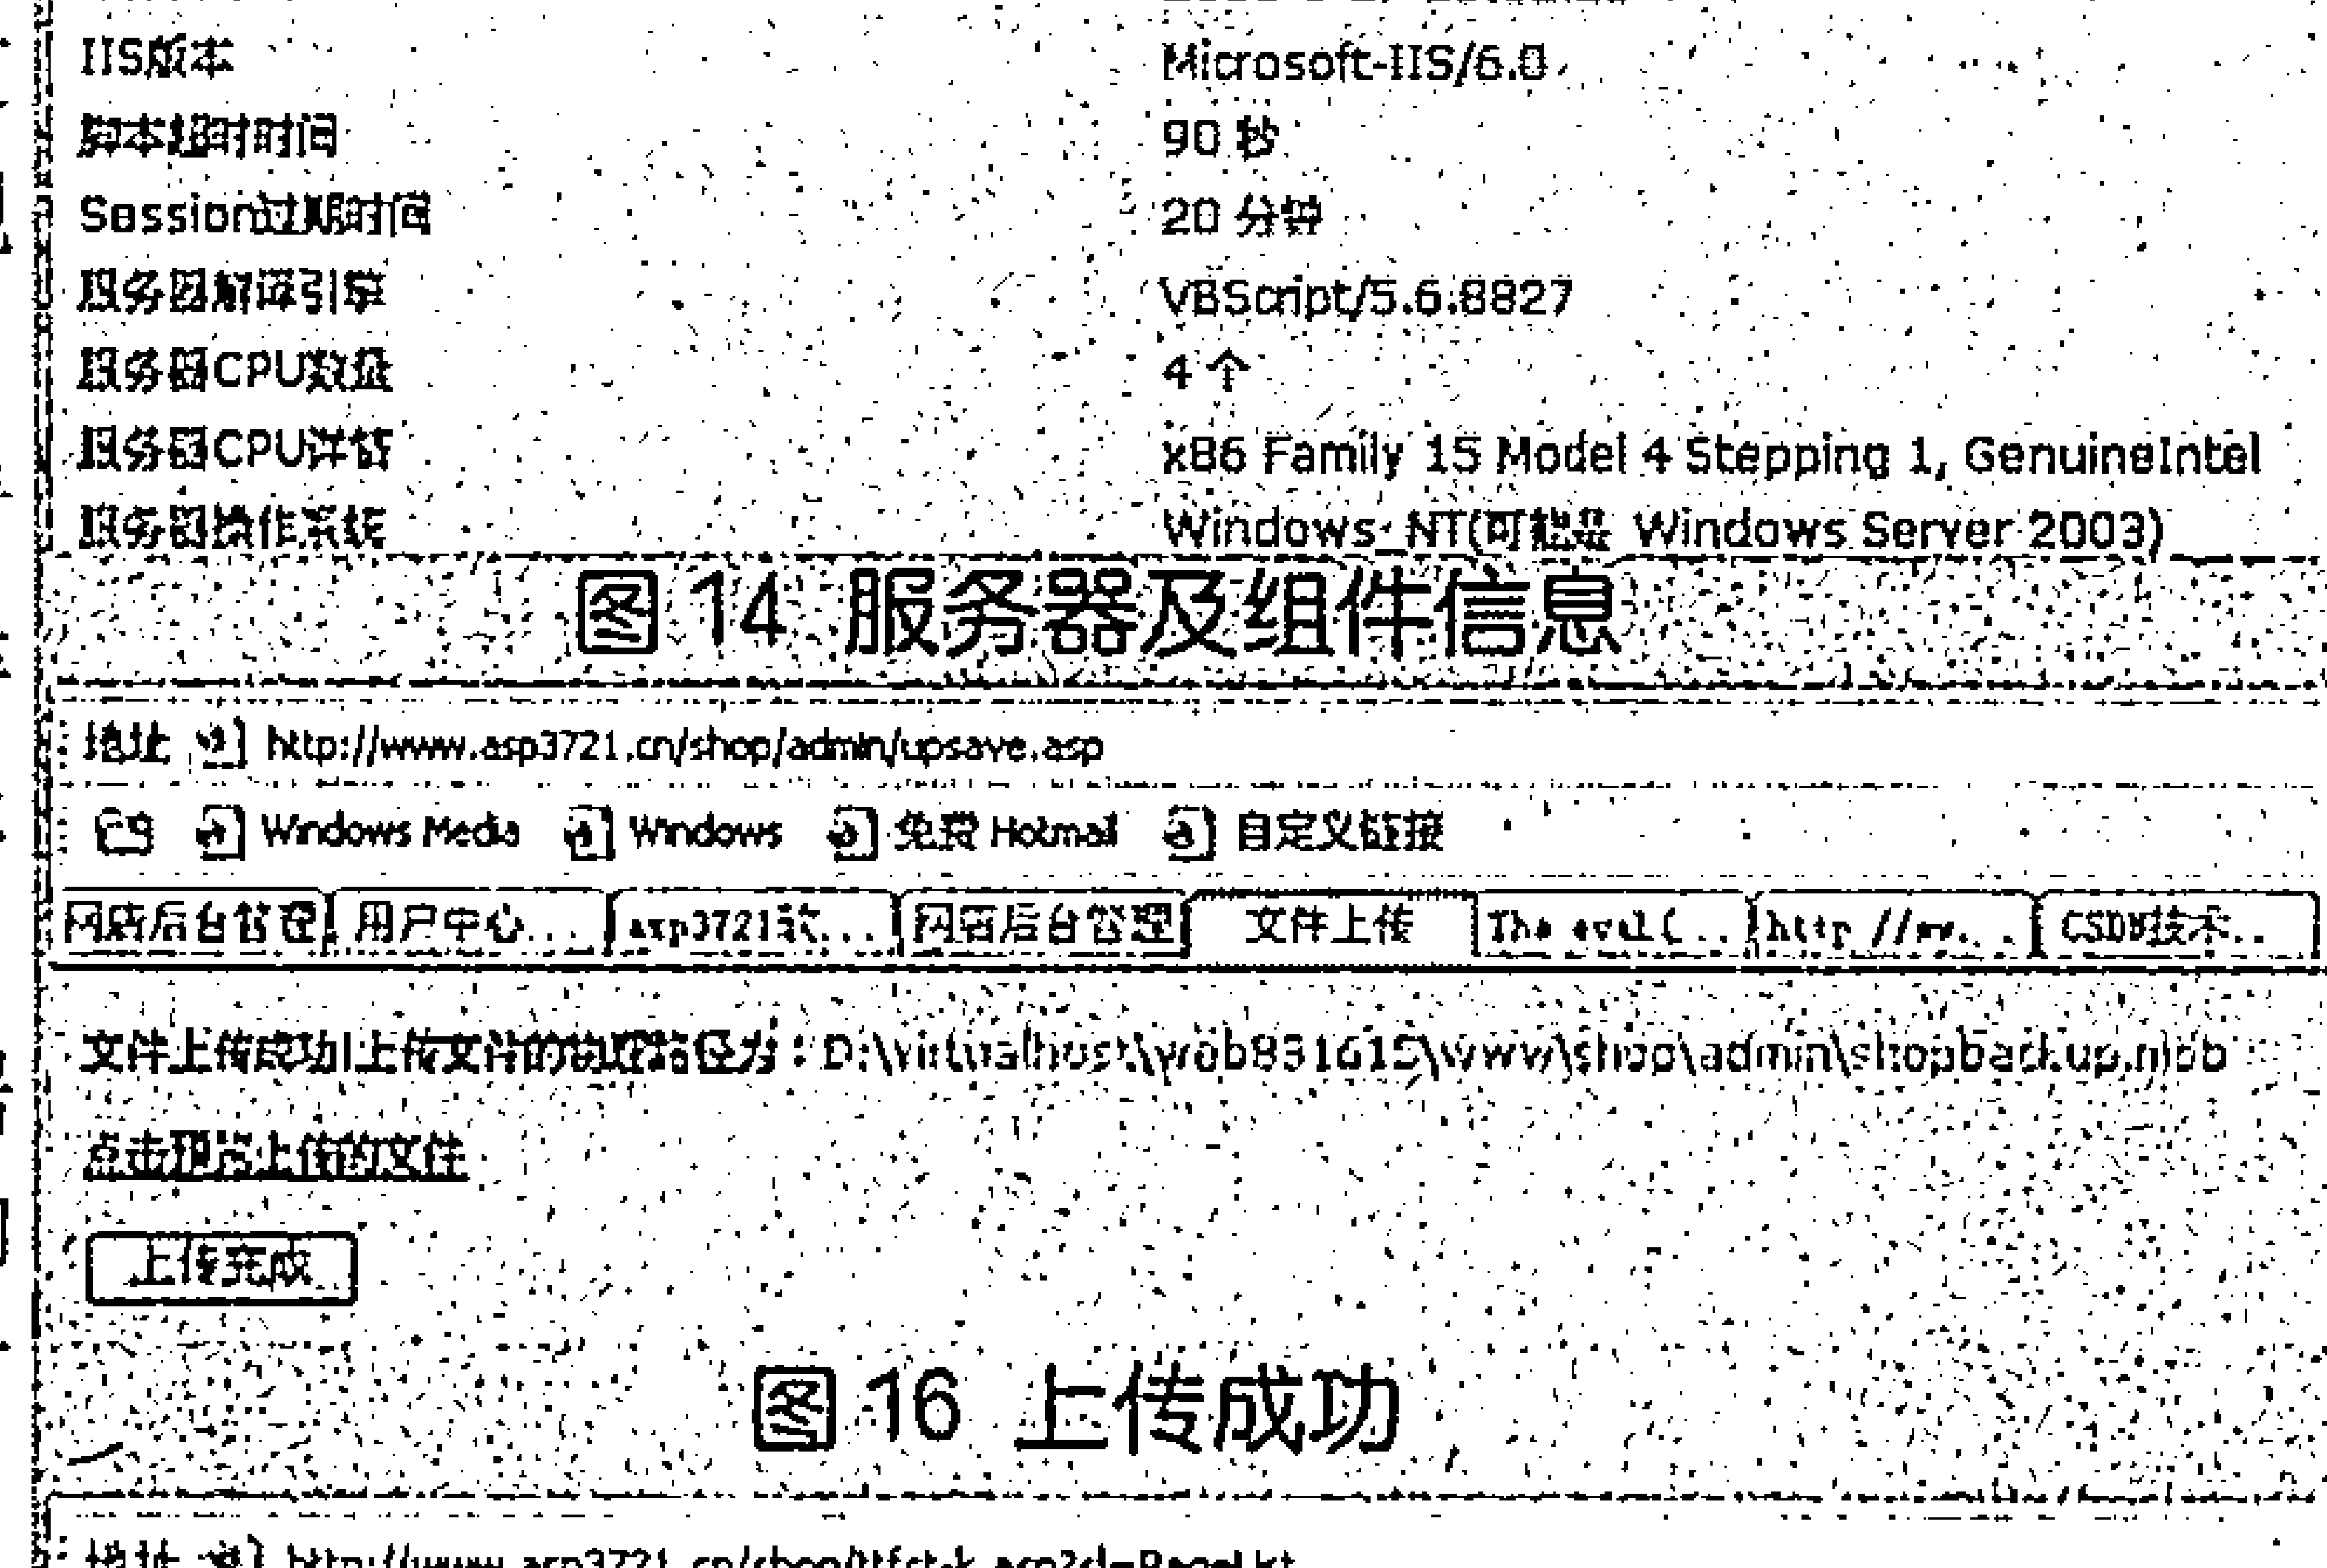 IIS版本 Microsoft-IIS/6.0
脚本超时时间 90 秒
Session过期时间 20 分钟
服务器解译引擎 VBScript/5.6.8827
服务器CPU数量 4 个
服务器CPU详情 x86 Family 15 Model 4 Stepping 1, GenuineIntel
服务器操作系统 Windows_NT(可能是 Windows Server 2003)
图 14 服务器及组件信息
地址 http://www.asp3721.cn/shop/admin/upsave.asp
Windows Media Windows 免费 Hotmail 自定义链接
网店后台管理 用户中心... asp3721软... 网店后台管理 文件上传 The evil ( .. http //ww. .. CSDN技术..
文件上传成功!上传文件的物理路径为：D:\virtualhost\web931615\www\shop\admin\shopbackup.mbb
点击观看上传的文件
上传完成
图 16 上传成功
地址